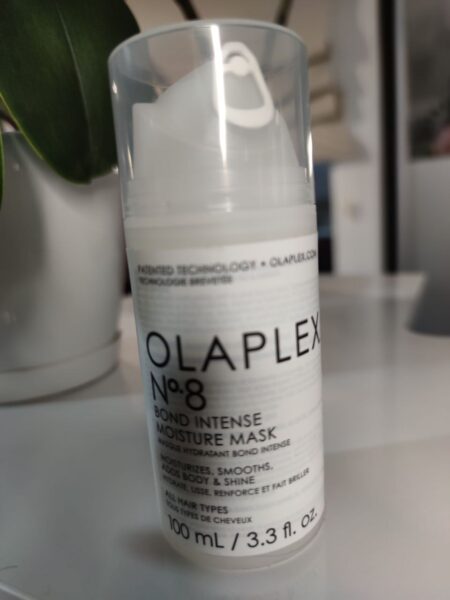 PATENTED TECHNOLOGY • OLAPLEX.COM
TECHNOLOGIE BREVETÉE
OLAPLEX
Nº.8
BOND INTENSE
MOISTURE MASK
MASQUE HYDRATANT BOND INTENSE
MOISTURIZES, SMOOTHS,
ADDS BODY & SHINE
HYDRATE, LISSE, RENFORCE ET FAIT BRILLER
ALL HAIR TYPES
TOUS TYPES DE CHEVEUX
100 mL / 3.3 fl. oz.